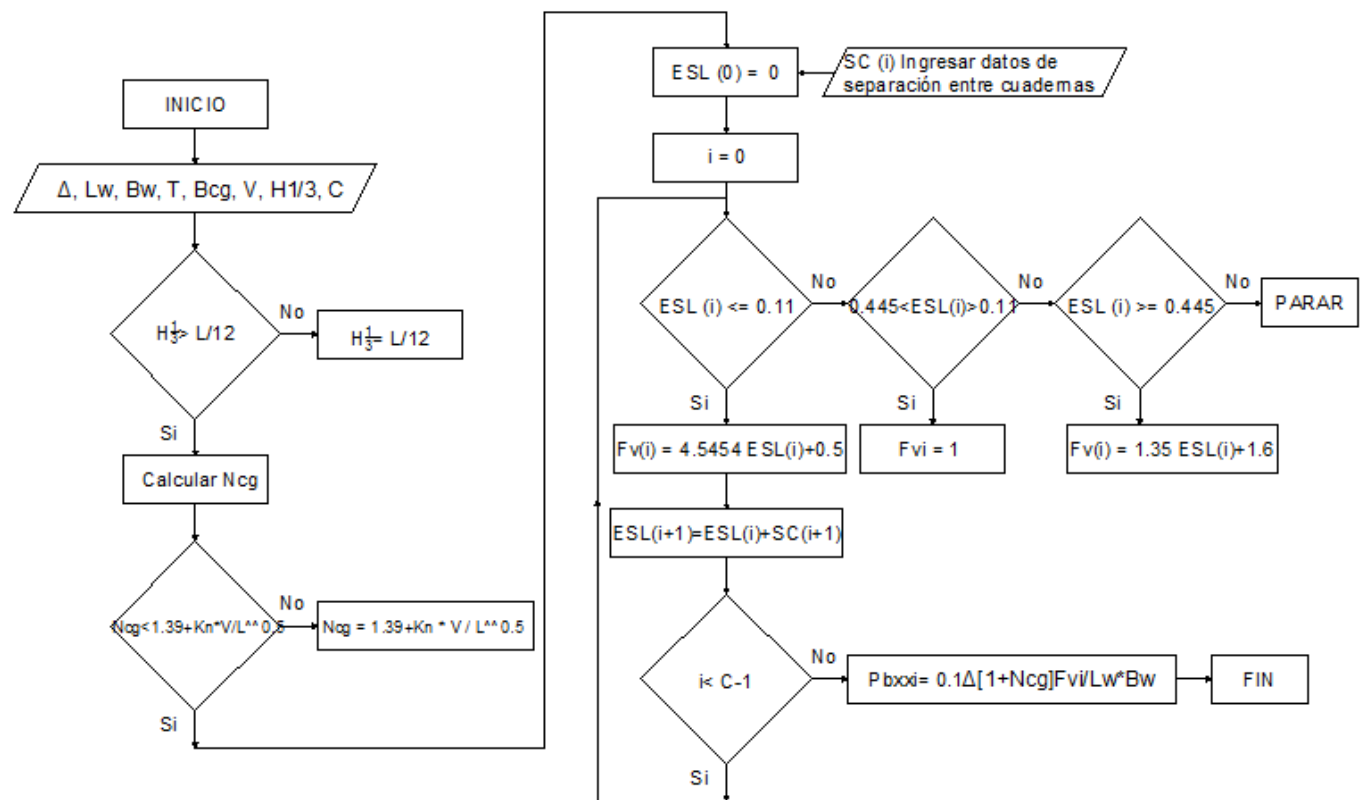 INICIO
Δ, Lw, Bw, T, Bcg, V, H1/3, C
H1/3> L/12
No
H1/3= L/12
Si
Calcular Ncg
Ncg<1.39+Kn*V/L^^0.5
No
Ncg = 1.39+Kn * V / L^^0.5
Si
ESL (0) = 0
SC (i) Ingresar datos de
separación entre cuadernas
i = 0
ESL (i) <= 0.11
No
0.445<ESL(i)>0.11
No
ESL (i) >= 0.445
No
PARAR
Si
Si
Si
Fv(i) = 4.5454 ESL(i)+0.5
Fvi = 1
Fv(i) = 1.35 ESL(i)+1.6
ESL(i+1)=ESL(i)+SC(i+1)
i< C-1
No
Pbxxi= 0.1Δ[1+Ncg]Fvi/Lw*Bw
FIN
Si